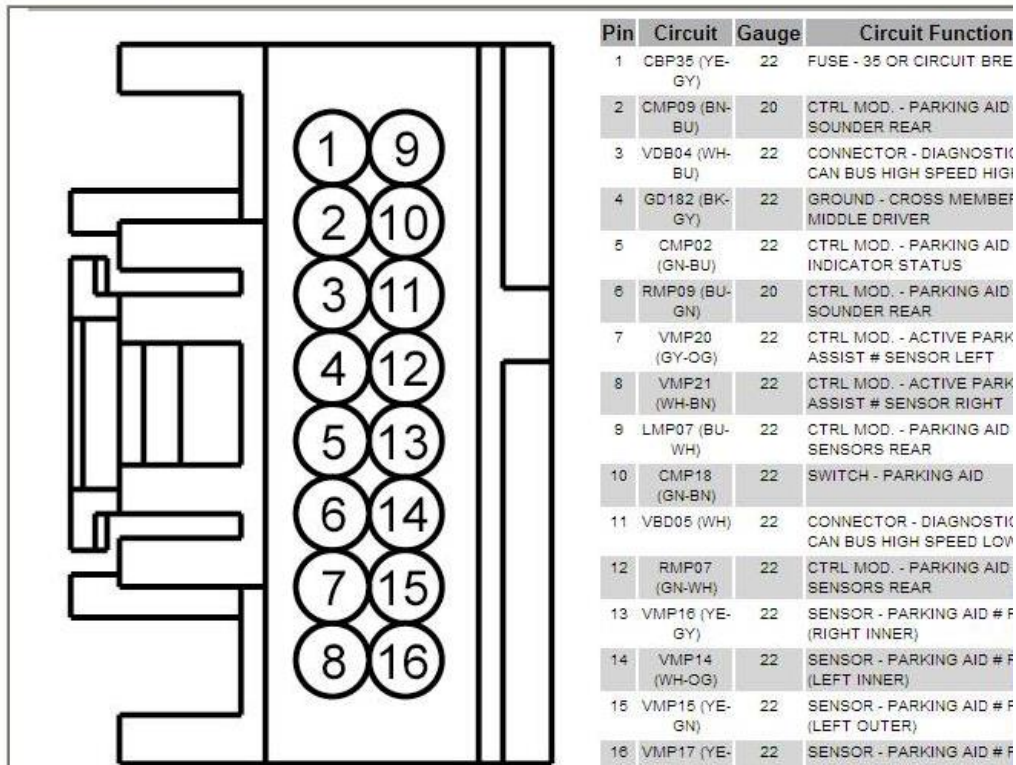 1 9
2 10
3 11
4 12
5 13
6 14
7 15
8 16
Pin Circuit Gauge Circuit Function
1 CBP35 (YE- 22 FUSE - 35 OR CIRCUIT BRE
GY)
2 CMP09 (BN- 20 CTRL MOD. - PARKING AID
BU) SOUNDER REAR
3 VDB04 (WH- 22 CONNECTOR - DIAGNOSTIC
BU) CAN BUS HIGH SPEED HIGH
4 GD182 (BK- 22 GROUND - CROSS MEMBER
GY) MIDDLE DRIVER
5 CMP02 22 CTRL MOD. - PARKING AID
(GN-BU) INDICATOR STATUS
6 RMP09 (BU- 20 CTRL MOD. - PARKING AID
GN) SOUNDER REAR
7 VMP20 22 CTRL MOD. - ACTIVE PARK
(GY-OG) ASSIST # SENSOR LEFT
8 VMP21 22 CTRL MOD. - ACTIVE PARK
(WH-BN) ASSIST # SENSOR RIGHT
9 LMP07 (BU- 22 CTRL MOD. - PARKING AID
WH) SENSORS REAR
10 CMP18 22 SWITCH - PARKING AID
(GN-BN)
11 VBD05 (WH) 22 CONNECTOR - DIAGNOSTIC
CAN BUS HIGH SPEED LOW
12 RMP07 22 CTRL MOD. - PARKING AID
(GN-WH) SENSORS REAR
13 VMP16 (YE- 22 SENSOR - PARKING AID #
GY) (RIGHT INNER)
14 VMP14 22 SENSOR - PARKING AID #
(WH-OG) (LEFT INNER)
15 VMP15 (YE- 22 SENSOR - PARKING AID #
GN) (LEFT OUTER)
16 VMP17 (YE- 22 SENSOR - PARKING AID #